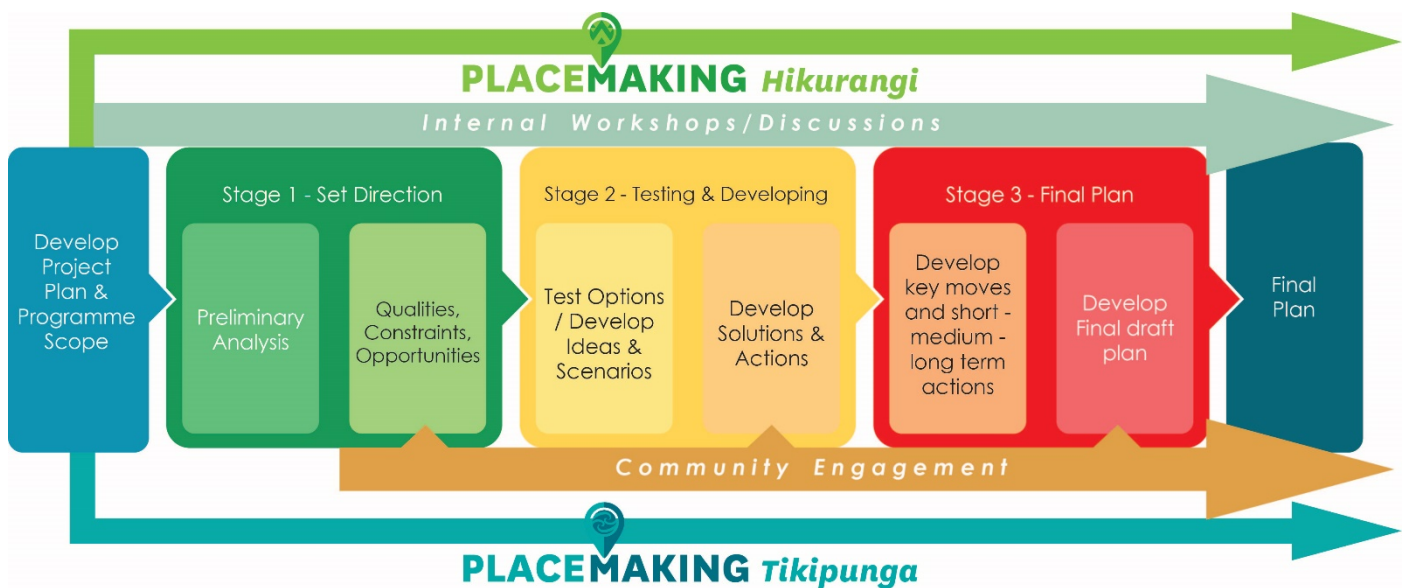 PLACEMAKING Hikurangi
Internal Workshops/Discussions
Develop
Project
Plan &
Programme
Scope
Stage 1 - Set Direction
Preliminary
Analysis
Qualities,
Constraints,
Opportunities
Stage 2 - Testing & Developing
Test Options
/ Develop
Ideas &
Scenarios
Develop
Solutions &
Actions
Stage 3 - Final Plan
Develop
key moves
and short -
medium -
long term
actions
Develop
Final draft
plan
Final
Plan
Community Engagement
PLACEMAKING Tikipunga